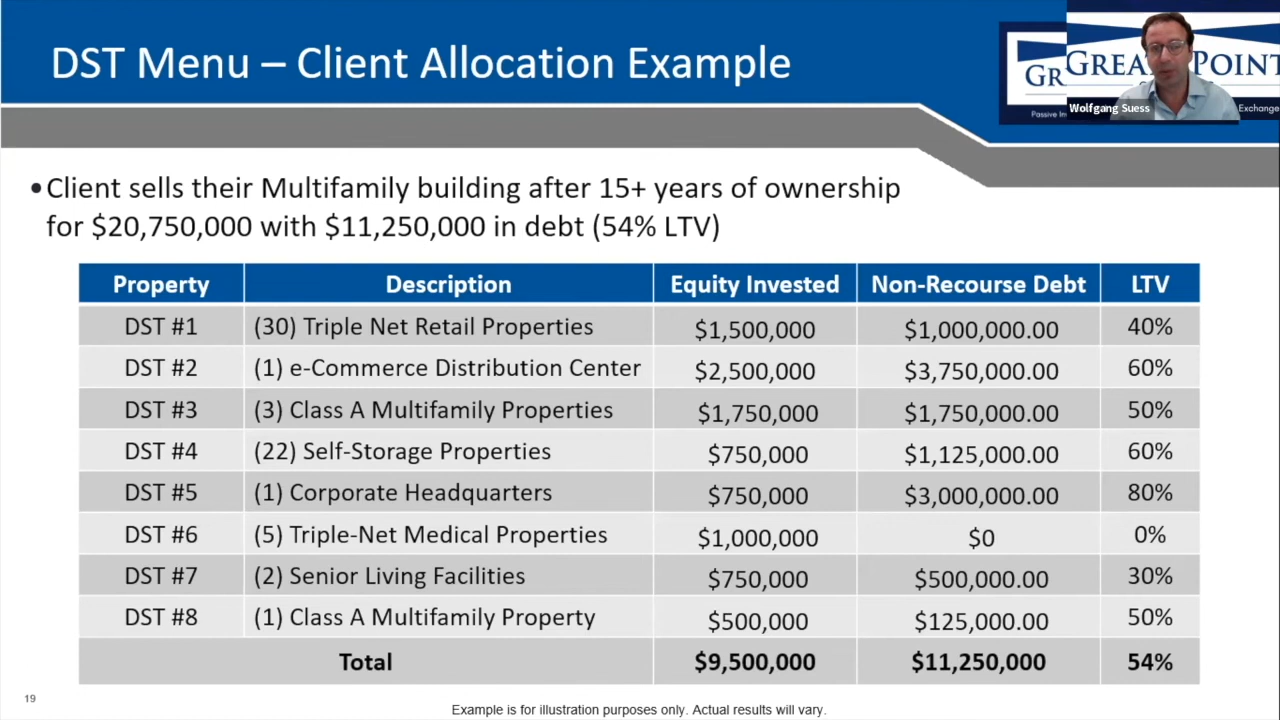 DST Menu – Client Allocation Example
GR
GREAT POINT
Wolfgang Suess
Passive In
Exchange
•Client sells their Multifamily building after 15+ years of ownership
for $20,750,000 with $11,250,000 in debt (54% LTV)
Property Description Equity Invested Non-Recourse Debt LTV
DST #1 (30) Triple Net Retail Properties $1,500,000 $1,000,000.00 40%
DST #2 (1) e-Commerce Distribution Center $2,500,000 $3,750,000.00 60%
DST #3 (3) Class A Multifamily Properties $1,750,000 $1,750,000.00 50%
DST #4 (22) Self-Storage Properties $750,000 $1,125,000.00 60%
DST #5 (1) Corporate Headquarters $750,000 $3,000,000.00 80%
DST #6 (5) Triple-Net Medical Properties $1,000,000 $0 0%
DST #7 (2) Senior Living Facilities $750,000 $500,000.00 30%
DST #8 (1) Class A Multifamily Property $500,000 $125,000.00 50%
Total $9,500,000 $11,250,000 54%
19
Example is for illustration purposes only. Actual results will vary.